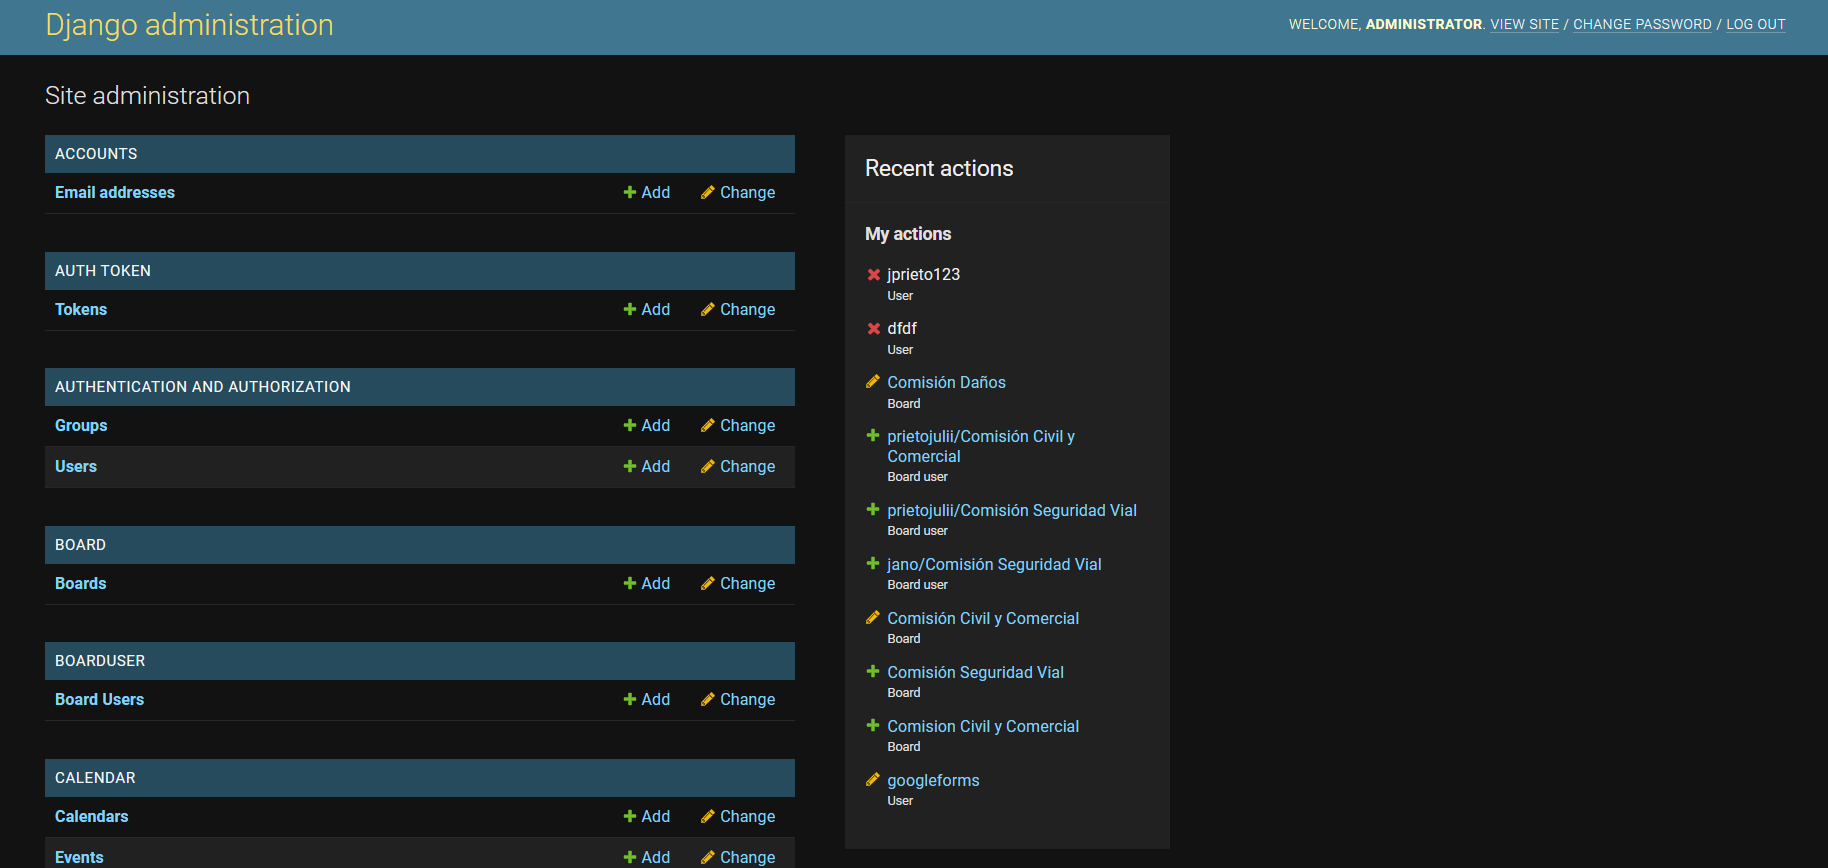 Django administration
WELCOME, ADMINISTRATOR. VIEW SITE / CHANGE PASSWORD / LOG OUT
Site administration
ACCOUNTS
Email addresses Add Change
AUTH TOKEN
Tokens Add Change
AUTHENTICATION AND AUTHORIZATION
Groups Add Change
Users Add Change
BOARD
Boards Add Change
BOARDUSER
Board Users Add Change
CALENDAR
Calendars Add Change
Events Add Change
Recent actions
My actions
jprieto123
User
dfdf
User
Comisión Daños
Board
prietojulii/Comisión Civil y
Comercial
Board user
prietojulii/Comisión Seguridad Vial
Board user
jano/Comisión Seguridad Vial
Board user
Comisión Civil y Comercial
Board
Comisión Seguridad Vial
Board
Comision Civil y Comercial
Board
googleforms
User